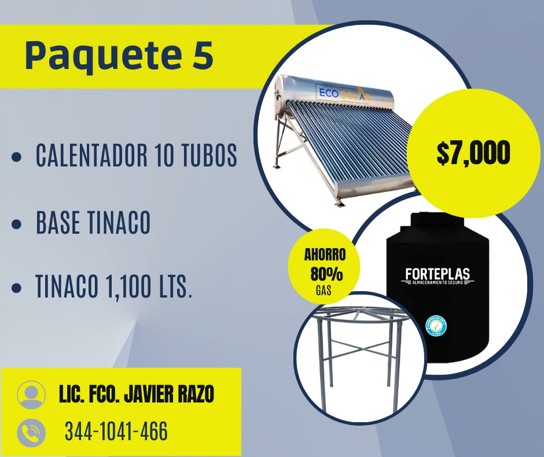 Paquete 5
ECO
$7,000
• CALENTADOR 10 TUBOS
• BASE TINACO
• TINACO 1,100 LTS.
AHORRO
80%
GAS
FORTEPLAS
ALMACENAMIENTO SEGURO
LIC. FCO. JAVIER RAZO
344-1041-466